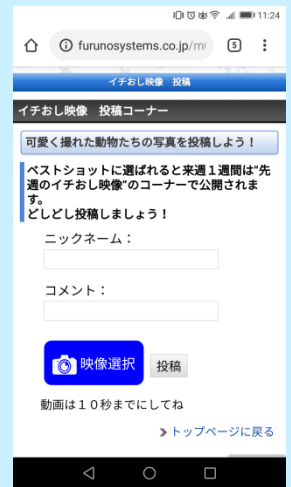 11:24
furunosystems.co.jp/m
5
イチおし映像 投稿
イチおし映像 投稿コーナー
可愛く撮れた動物たちの写真を投稿しよう！
ベストショットに選ばれると来週１週間は"先
週のイチおし映像"のコーナーで公開されま
す。
どしどし投稿しましょう！
ニックネーム：
コメント：
映像選択
投稿
動画は１０秒までにしてね
トップページに戻る